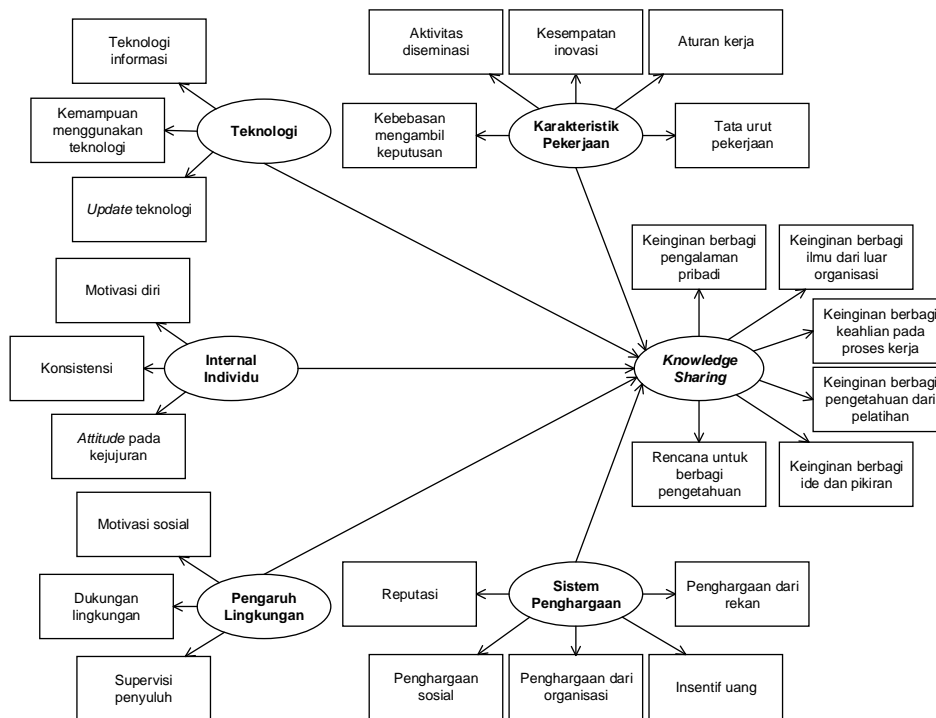 Teknologi
informasi
Kemampuan
menggunakan
teknologi
Update teknologi
Teknologi
Aktivitas
diseminasi
Kesempatan
inovasi
Aturan kerja
Kebebasan
mengambil
keputusan
Karakteristik
Pekerjaan
Tata urut
pekerjaan
Motivasi diri
Konsistensi
Attitude pada
kejujuran
Internal
Individu
Keinginan berbagi
pengalaman
pribadi
Keinginan berbagi
ilmu dari luar
organisasi
Keinginan berbagi
keahlian pada
proses kerja
Knowledge
Sharing
Keinginan berbagi
pengetahuan dari
pelatihan
Rencana untuk
berbagi
pengetahuan
Keinginan berbagi
ide dan pikiran
Motivasi sosial
Dukungan
lingkungan
Supervisi
penyuluh
Pengaruh
Lingkungan
Reputasi
Sistem
Penghargaan
Penghargaan dari
rekan
Penghargaan
sosial
Penghargaan dari
organisasi
Insentif uang